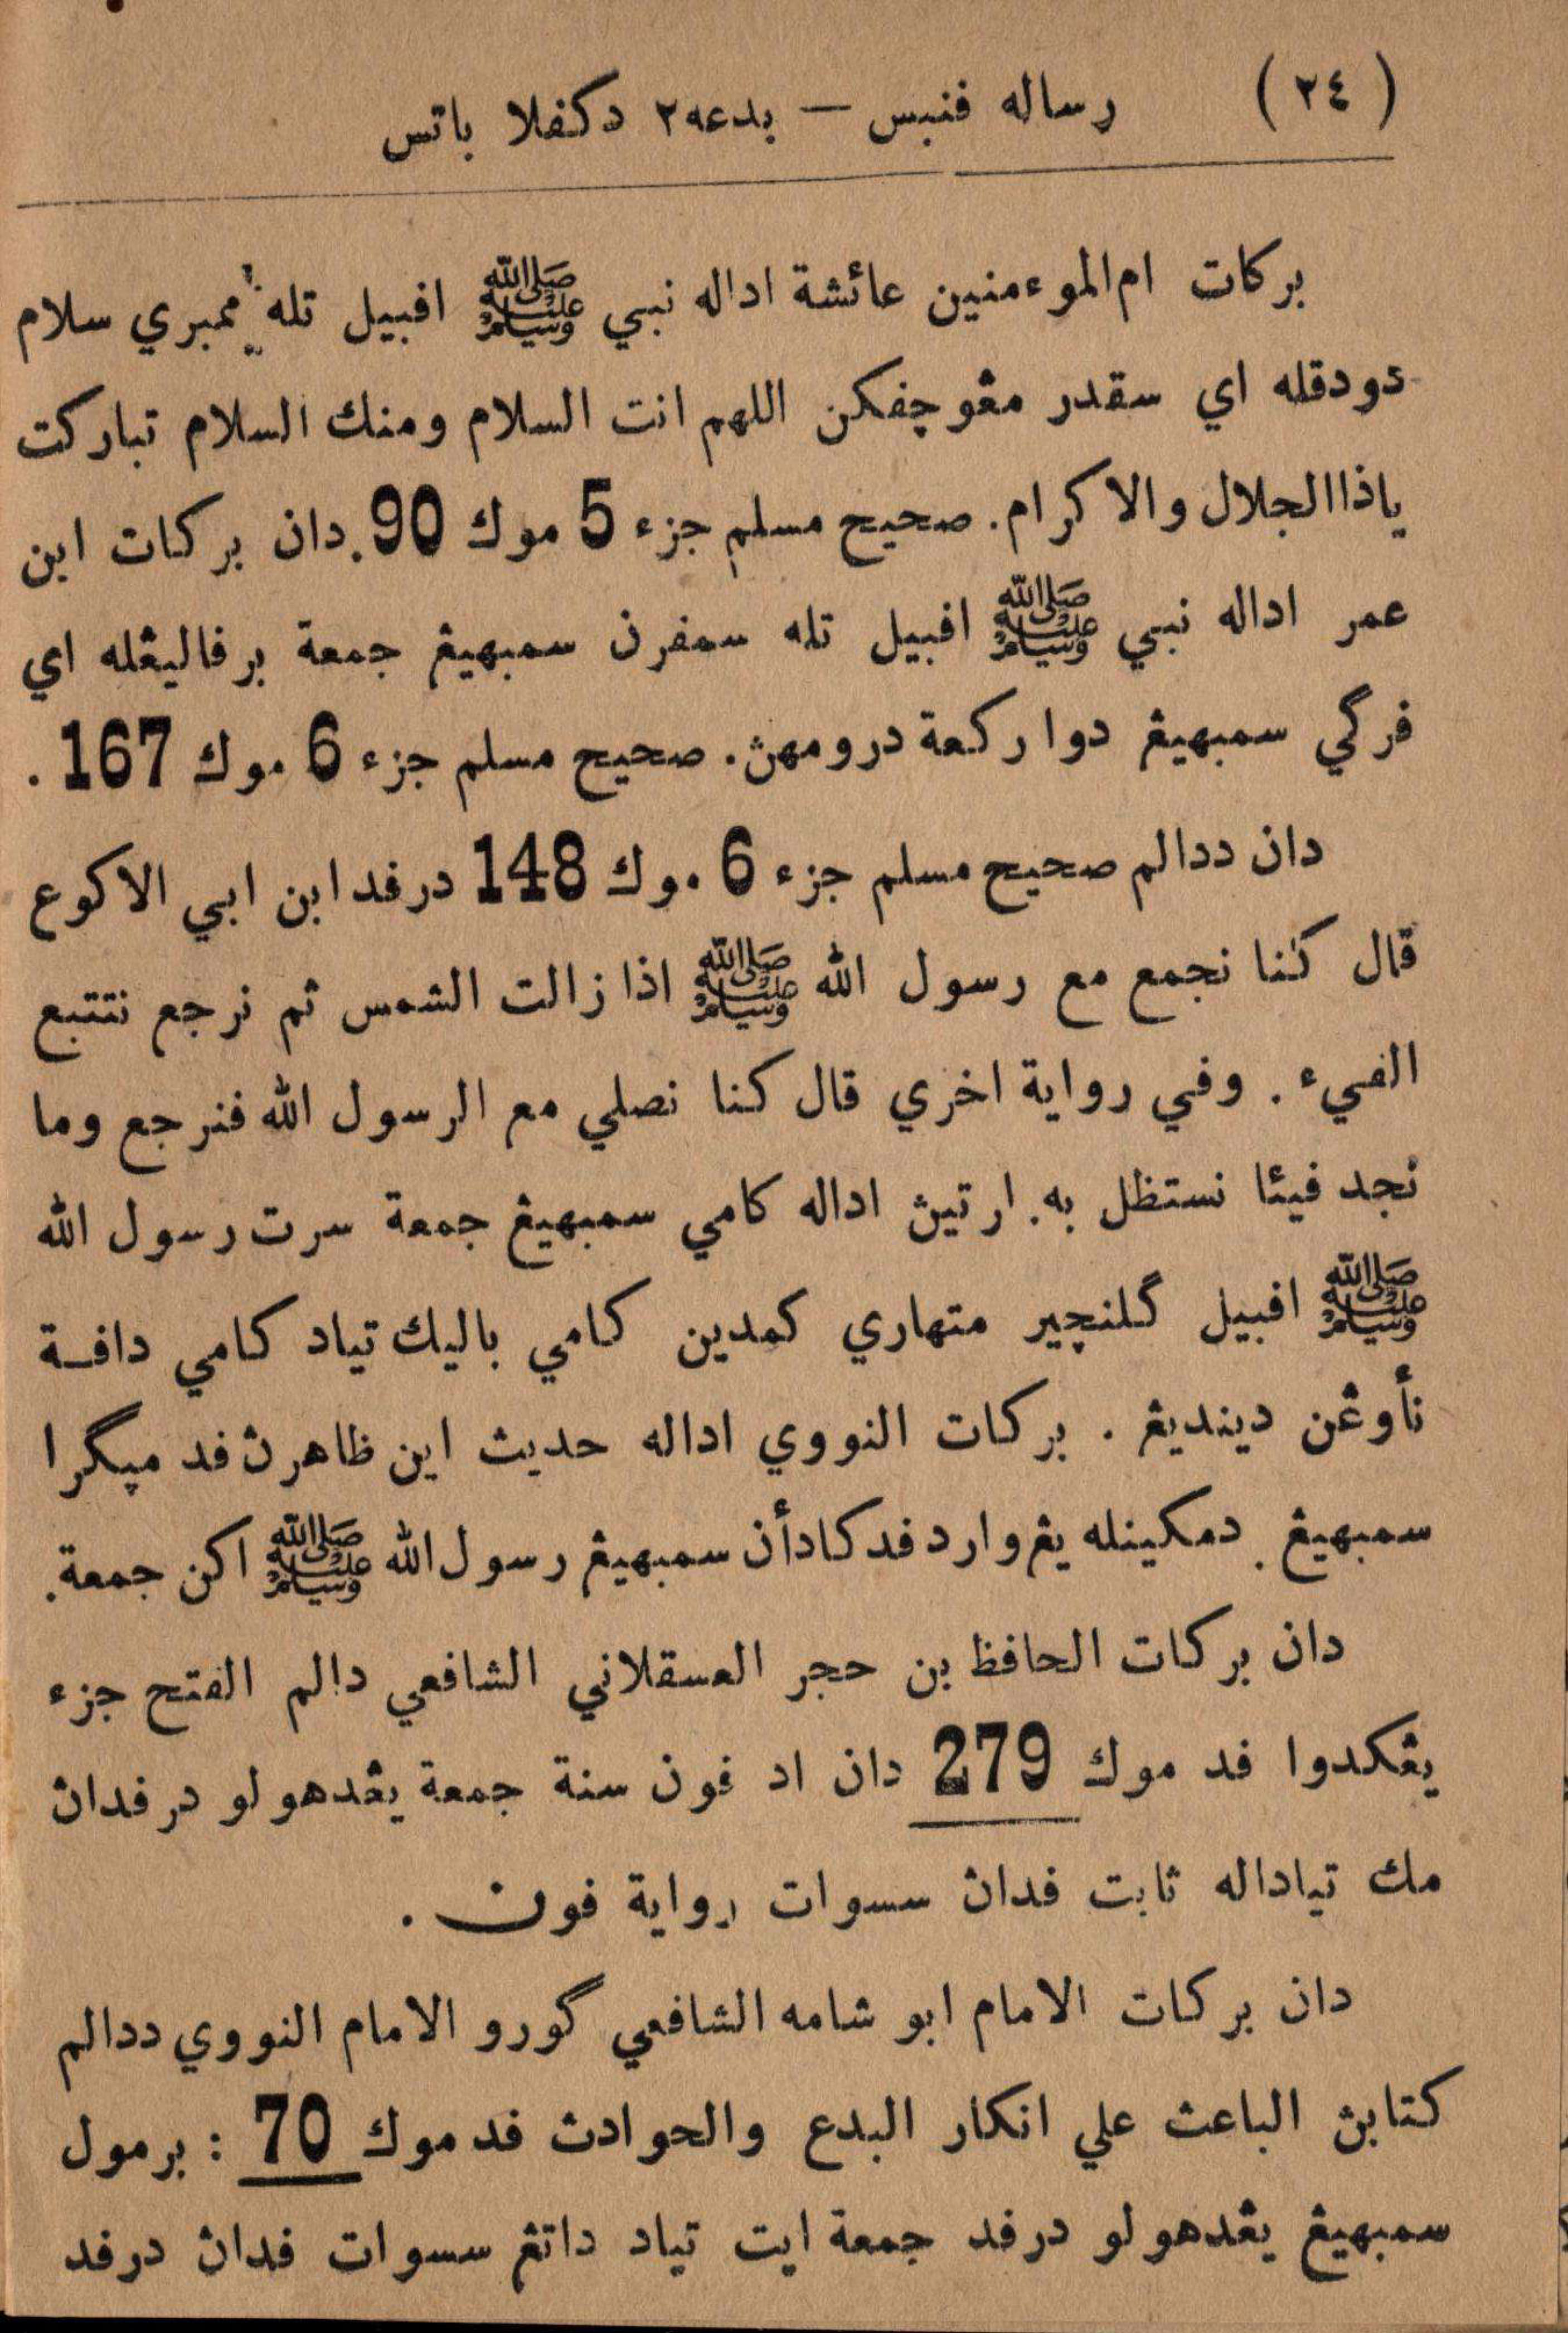 ( ٢٤ ) رساله فنبس — بدعه٢ دكفلا باتس
بركات ام الموءمنين عائشة اداله نبي ﷺ افبيل تله ممبري سلام
دودقله اي سقدر مڠوچفكن اللهم انت السلام ومنك السلام تباركت
ياذا الجلال والاكرام. صحيح مسلم جزء 5 موك 90. دان بركات ابن
عمر اداله نبي ﷺ افبيل تله سمفرن سمبهيڠ جمعة برفاليڠله اي
فرݢي سمبهيڠ دوا ركعة درومهڽ. صحيح مسلم جزء 6 موك 167 .
دان ددالم صحيح مسلم جزء 6 موك 148 درفد ابن ابي الاكوع
قال كنا نجمع مع رسول الله ﷺ اذا زالت الشمس ثم نرجع نتتبع
الفيء . وفي رواية اخري قال كنا نصلي مع الرسول الله فنرجع وما
نجد فيئا نستظل به. ارتيڽ اداله كامي سمبهيڠ جمعة سرت رسول الله
ﷺ افبيل ݢلنچير متهاري كمدين كامي باليك تياد كامي دافة
نأوڠن ديندیڠ . بركات النووي اداله حديث اين ظاهرڽ فد مپݢرا
سمبهيڠ. دمكينله يڠ وارد فد كادأن سمبهيڠ رسول الله ﷺ اكن جمعة.
دان بركات الحافظ بن حجر العسقلاني الشافعي دالم الفتح جزء
يڠكدوا فد موك 279 دان اد فون سنة جمعة يڠدهولو درفداڽ
مك تياداله ثابت فداڽ سسوات رواية فون .
دان بركات الامام ابو شامه الشافعي ݢورو الامام النووي ددالم
كتابڽ الباعث علي انكار البدع والحوادث فد موك 70 : برمول
سمبهيڠ يڠدهولو درفد جمعة ايت تياد داتڠ سسوات فداڽ درفد